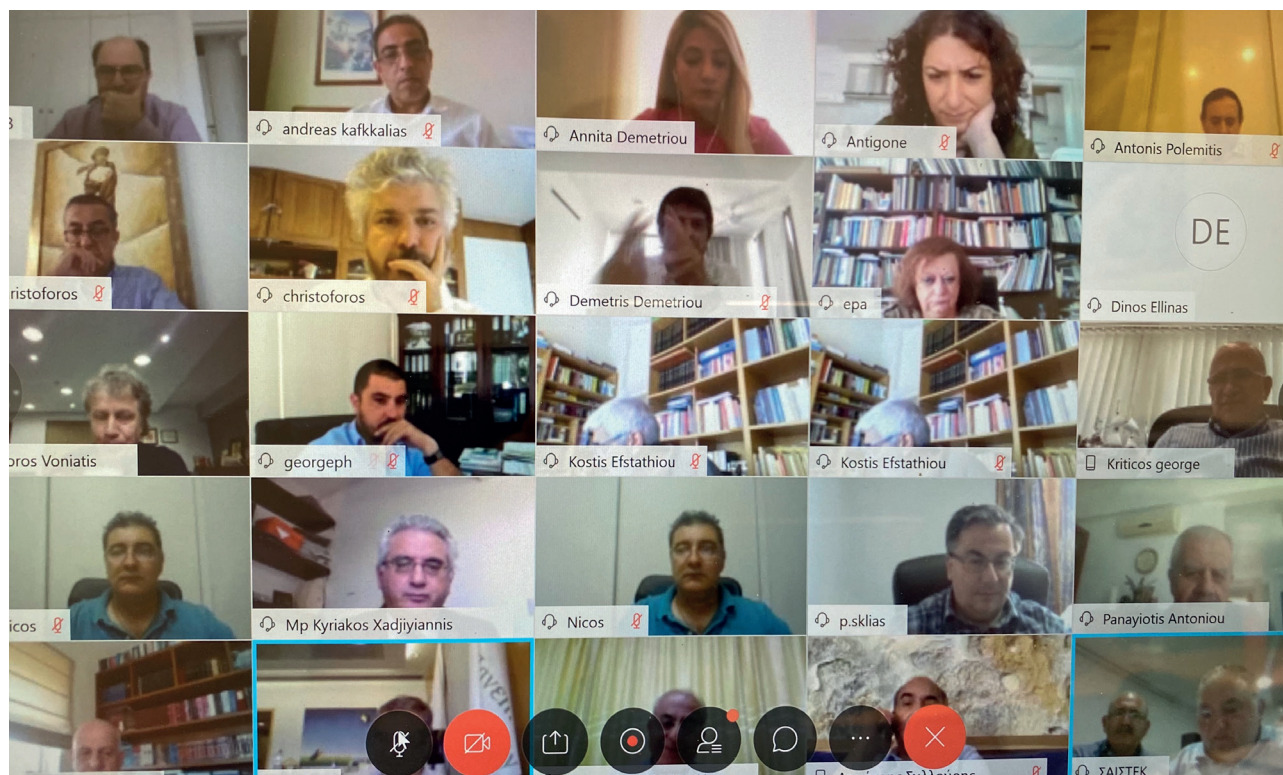 andreas kafkkalias
Annita Demetriou
Antigone
Antonis Polemitis
ristoforos
christoforos
Demetris Demetriou
epa
DE
Dinos Ellinas
oros Voniatis
georgeph
Kostis Efstathiou
Kostis Efstathiou
Kriticos george
icos
Mp Kyriakos Xadjiyiannis
Nicos
p.sklias
Panayiotis Antoniou
ΣΑΙΣΤΕΚ